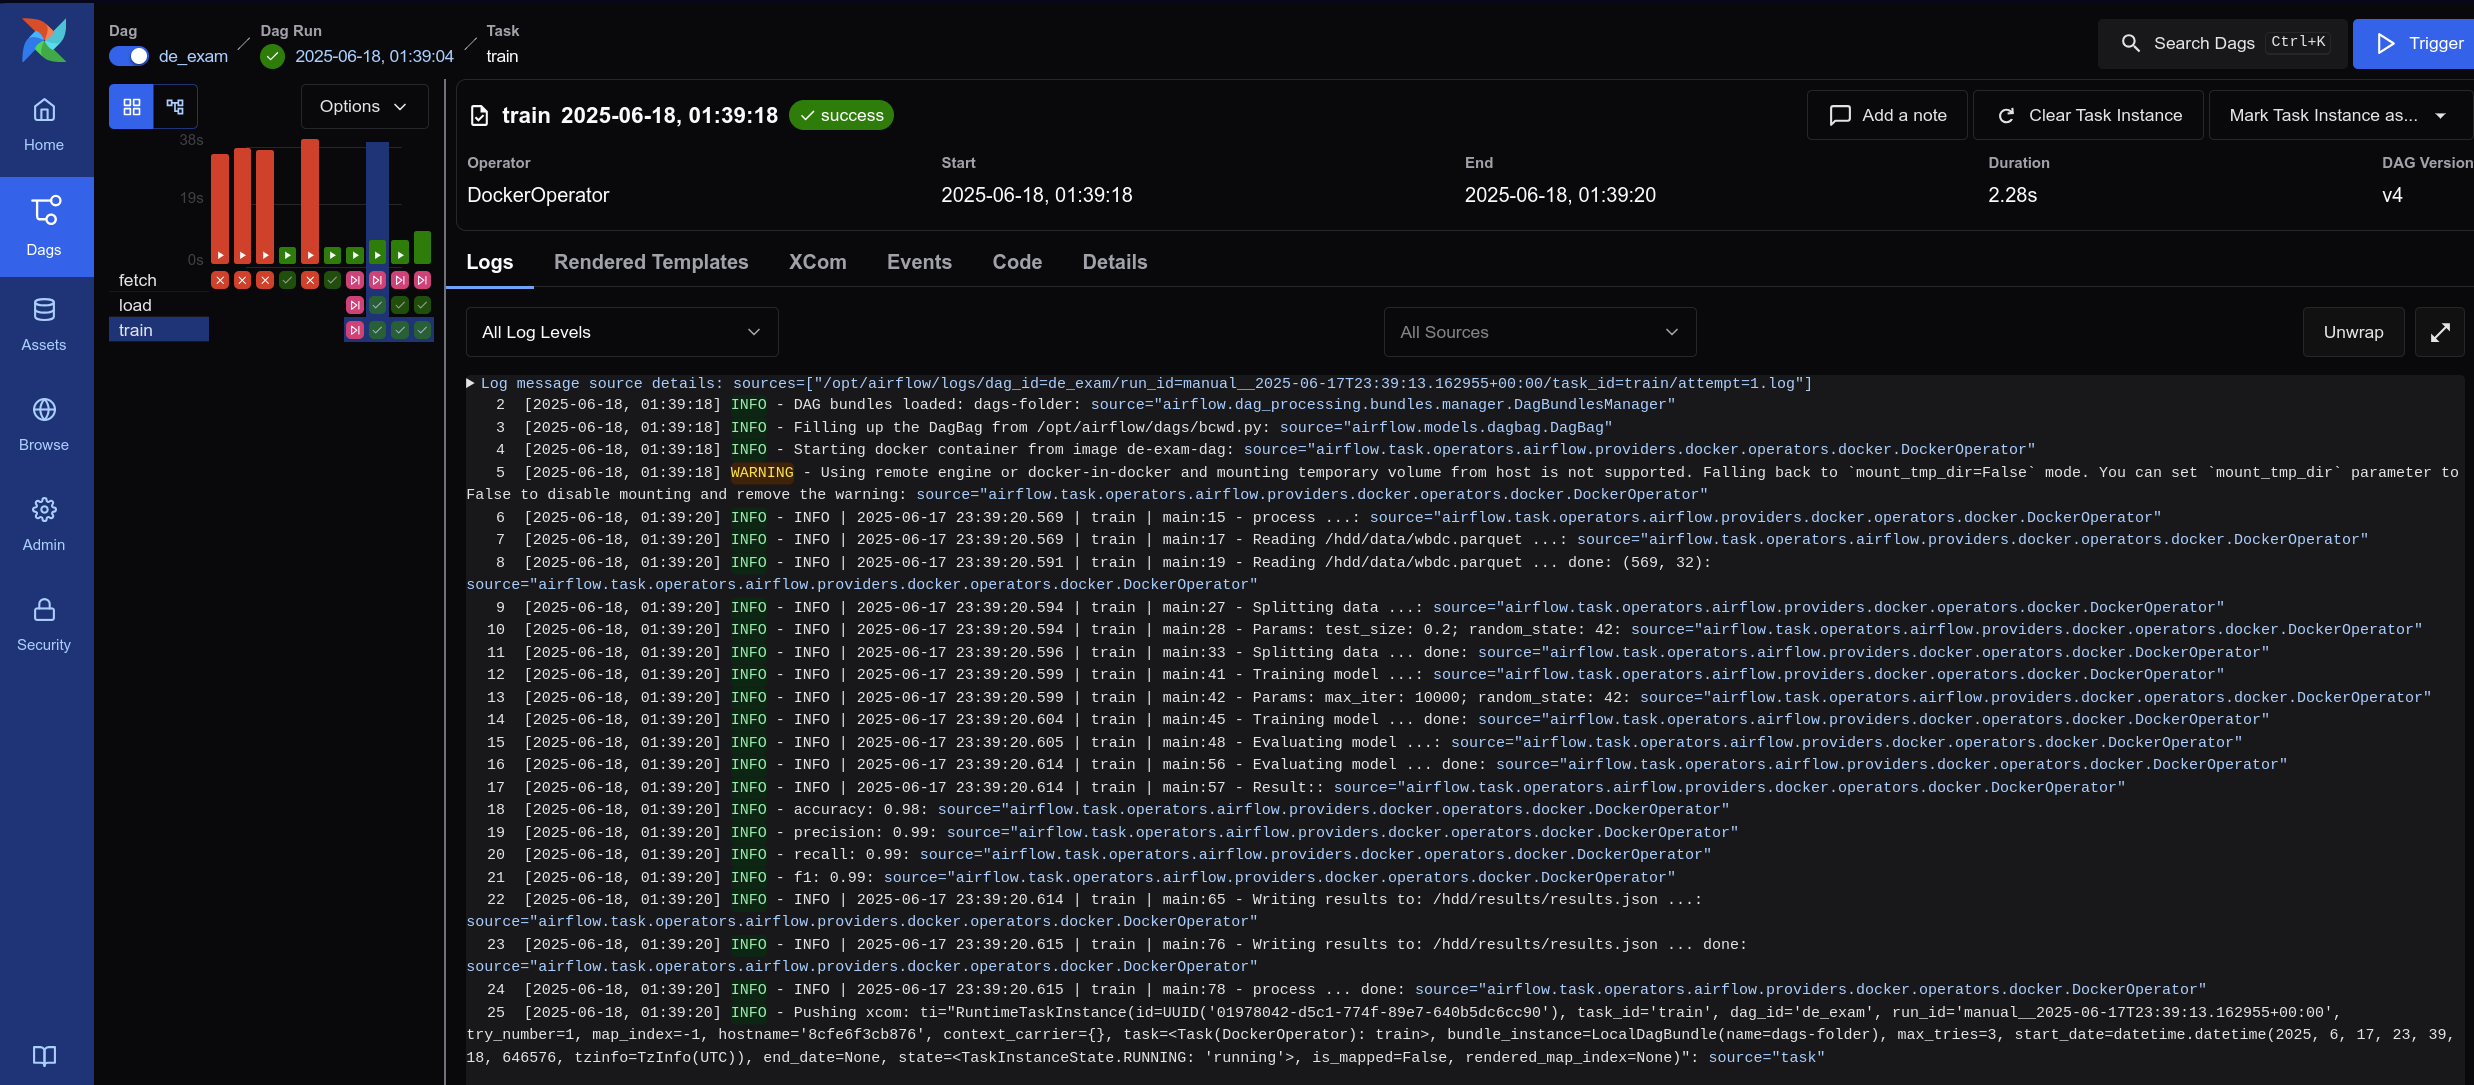 Dag
de_exam
Dag Run
2025-06-18, 01:39:04
Task
train
Search Dags Ctrl+K
Trigger
Home
Dags
Assets
Browse
Admin
Security
Options
38s
19s
0s
fetch
load
train
train 2025-06-18, 01:39:18 success
Add a note
Clear Task Instance
Mark Task Instance as...
Operator Start End Duration DAG Version
DockerOperator 2025-06-18, 01:39:18 2025-06-18, 01:39:20 2.28s v4
Logs Rendered Templates XCom Events Code Details
All Log Levels All Sources Unwrap
Log message source details: sources=["/opt/airflow/logs/dag_id=de_exam/run_id=manual__2025-06-17T23:39:13.162955+00:00/task_id=train/attempt=1.log"]
2 [2025-06-18, 01:39:18] INFO - DAG bundles loaded: dags-folder: source="airflow.dag_processing.bundles.manager.DagBundlesManager"
3 [2025-06-18, 01:39:18] INFO - Filling up the DagBag from /opt/airflow/dags/bcwd.py: source="airflow.models.dagbag.DagBag"
4 [2025-06-18, 01:39:18] INFO - Starting docker container from image de-exam-dag: source="airflow.task.operators.airflow.providers.docker.operators.docker.DockerOperator"
5 [2025-06-18, 01:39:18] WARNING - Using remote engine or docker-in-docker and mounting temporary volume from host is not supported. Falling back to `mount_tmp_dir=False` mode. You can set `mount_tmp_dir` parameter to
False to disable mounting and remove the warning: source="airflow.task.operators.airflow.providers.docker.operators.docker.DockerOperator"
6 [2025-06-18, 01:39:20] INFO - INFO | 2025-06-17 23:39:20.569 | train | main:15 - process ...: source="airflow.task.operators.airflow.providers.docker.operators.docker.DockerOperator"
7 [2025-06-18, 01:39:20] INFO - INFO | 2025-06-17 23:39:20.569 | train | main:17 - Reading /hdd/data/wbdc.parquet ...: source="airflow.task.operators.airflow.providers.docker.operators.docker.DockerOperator"
8 [2025-06-18, 01:39:20] INFO - INFO | 2025-06-17 23:39:20.591 | train | main:19 - Reading /hdd/data/wbdc.parquet ... done: (569, 32):
source="airflow.task.operators.airflow.providers.docker.operators.docker.DockerOperator"
9 [2025-06-18, 01:39:20] INFO - INFO | 2025-06-17 23:39:20.594 | train | main:27 - Splitting data ...: source="airflow.task.operators.airflow.providers.docker.operators.docker.DockerOperator"
10 [2025-06-18, 01:39:20] INFO - INFO | 2025-06-17 23:39:20.594 | train | main:28 - Params: test_size: 0.2; random_state: 42: source="airflow.task.operators.airflow.providers.docker.operators.docker.DockerOperator"
11 [2025-06-18, 01:39:20] INFO - INFO | 2025-06-17 23:39:20.596 | train | main:33 - Splitting data ... done: source="airflow.task.operators.airflow.providers.docker.operators.docker.DockerOperator"
12 [2025-06-18, 01:39:20] INFO - INFO | 2025-06-17 23:39:20.599 | train | main:41 - Training model ...: source="airflow.task.operators.airflow.providers.docker.operators.docker.DockerOperator"
13 [2025-06-18, 01:39:20] INFO - INFO | 2025-06-17 23:39:20.599 | train | main:42 - Params: max_iter: 10000; random_state: 42: source="airflow.task.operators.airflow.providers.docker.operators.docker.DockerOperator"
14 [2025-06-18, 01:39:20] INFO - INFO | 2025-06-17 23:39:20.604 | train | main:45 - Training model ... done: source="airflow.task.operators.airflow.providers.docker.operators.docker.DockerOperator"
15 [2025-06-18, 01:39:20] INFO - INFO | 2025-06-17 23:39:20.605 | train | main:48 - Evaluating model ...: source="airflow.task.operators.airflow.providers.docker.operators.docker.DockerOperator"
16 [2025-06-18, 01:39:20] INFO - INFO | 2025-06-17 23:39:20.614 | train | main:56 - Evaluating model ... done: source="airflow.task.operators.airflow.providers.docker.operators.docker.DockerOperator"
17 [2025-06-18, 01:39:20] INFO - INFO | 2025-06-17 23:39:20.614 | train | main:57 - Result:: source="airflow.task.operators.airflow.providers.docker.operators.docker.DockerOperator"
18 [2025-06-18, 01:39:20] INFO - accuracy: 0.98: source="airflow.task.operators.airflow.providers.docker.operators.docker.DockerOperator"
19 [2025-06-18, 01:39:20] INFO - precision: 0.99: source="airflow.task.operators.airflow.providers.docker.operators.docker.DockerOperator"
20 [2025-06-18, 01:39:20] INFO - recall: 0.99: source="airflow.task.operators.airflow.providers.docker.operators.docker.DockerOperator"
21 [2025-06-18, 01:39:20] INFO - f1: 0.99: source="airflow.task.operators.airflow.providers.docker.operators.docker.DockerOperator"
22 [2025-06-18, 01:39:20] INFO - INFO | 2025-06-17 23:39:20.614 | train | main:65 - Writing results to: /hdd/results/results.json ...:
source="airflow.task.operators.airflow.providers.docker.operators.docker.DockerOperator"
23 [2025-06-18, 01:39:20] INFO - INFO | 2025-06-17 23:39:20.615 | train | main:76 - Writing results to: /hdd/results/results.json ... done:
source="airflow.task.operators.airflow.providers.docker.operators.docker.DockerOperator"
24 [2025-06-18, 01:39:20] INFO - INFO | 2025-06-17 23:39:20.615 | train | main:78 - process ... done: source="airflow.task.operators.airflow.providers.docker.operators.docker.DockerOperator"
25 [2025-06-18, 01:39:20] INFO - Pushing xcom: ti="RuntimeTaskInstance(id=UUID('01978042-d5c1-774f-89e7-640b5dc6cc90'), task_id='train', dag_id='de_exam', run_id='manual__2025-06-17T23:39:13.162955+00:00',
try_number=1, map_index=-1, hostname='8cfe6f3cb876', context_carrier={}, task=<Task(DockerOperator): train>, bundle_instance=LocalDagBundle(name=dags-folder), max_tries=3, start_date=datetime.datetime(2025, 6, 17, 23, 39,
18, 646576, tzinfo=TzInfo(UTC)), end_date=None, state=<TaskInstanceState.RUNNING: 'running'>, is_mapped=False, rendered_map_index=None)": source="task"